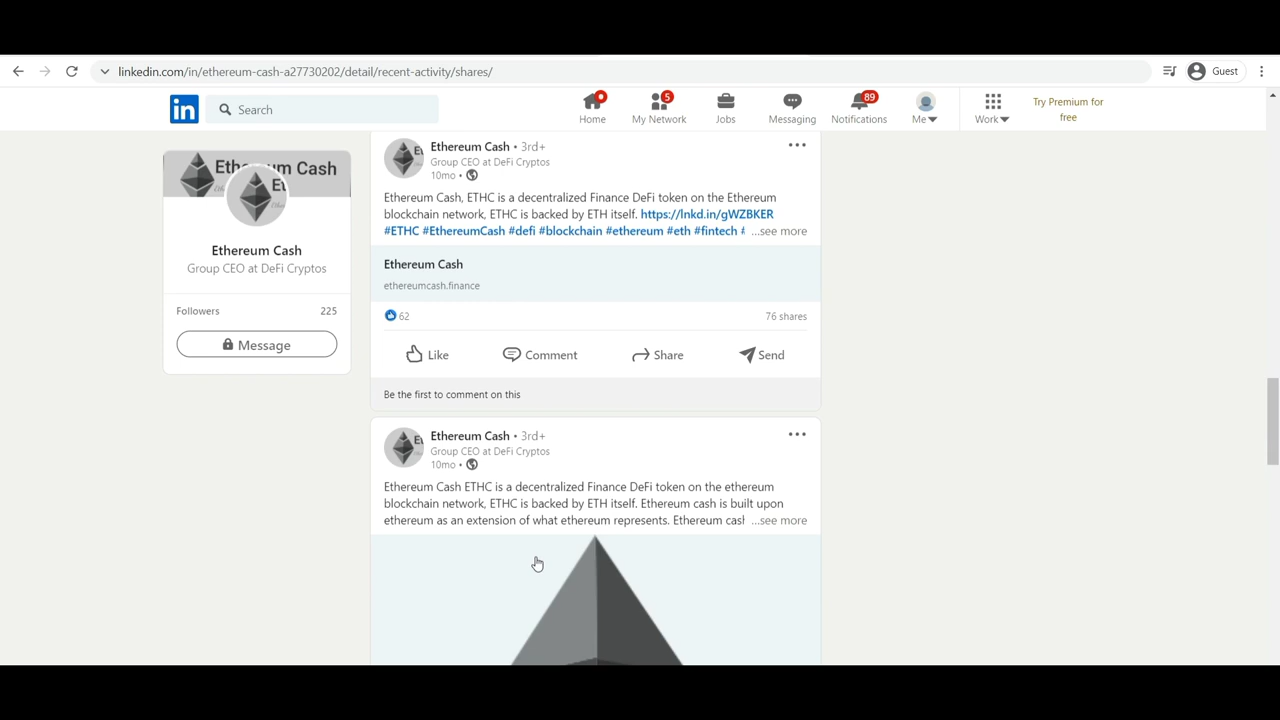 linkedin.com/in/ethereum-cash-a27730202/detail/recent-activity/shares/
Guest
in
Search
Home
5
My Network
Jobs
Messaging
89
Notifications
Me
Work
Try Premium for
free
Ethereum Cash
Group CEO at DeFi Cryptos
Followers 225
Message
Ethereum Cash • 3rd+
Group CEO at DeFi Cryptos
10mo •
Ethereum Cash, ETHC is a decentralized Finance DeFi token on the Ethereum
blockchain network, ETHC is backed by ETH itself. https://lnkd.in/gWZBKER
#ETHC #EthereumCash #defi #blockchain #ethereum #eth #fintech # ...see more
Ethereum Cash
ethereumcash.finance
62
76 shares
Like
Comment
Share
Send
Be the first to comment on this
Ethereum Cash • 3rd+
Group CEO at DeFi Cryptos
10mo •
Ethereum Cash ETHC is a decentralized Finance DeFi token on the ethereum
blockchain network, ETHC is backed by ETH itself. Ethereum cash is built upon
ethereum as an extension of what ethereum represents. Ethereum cash ...see more